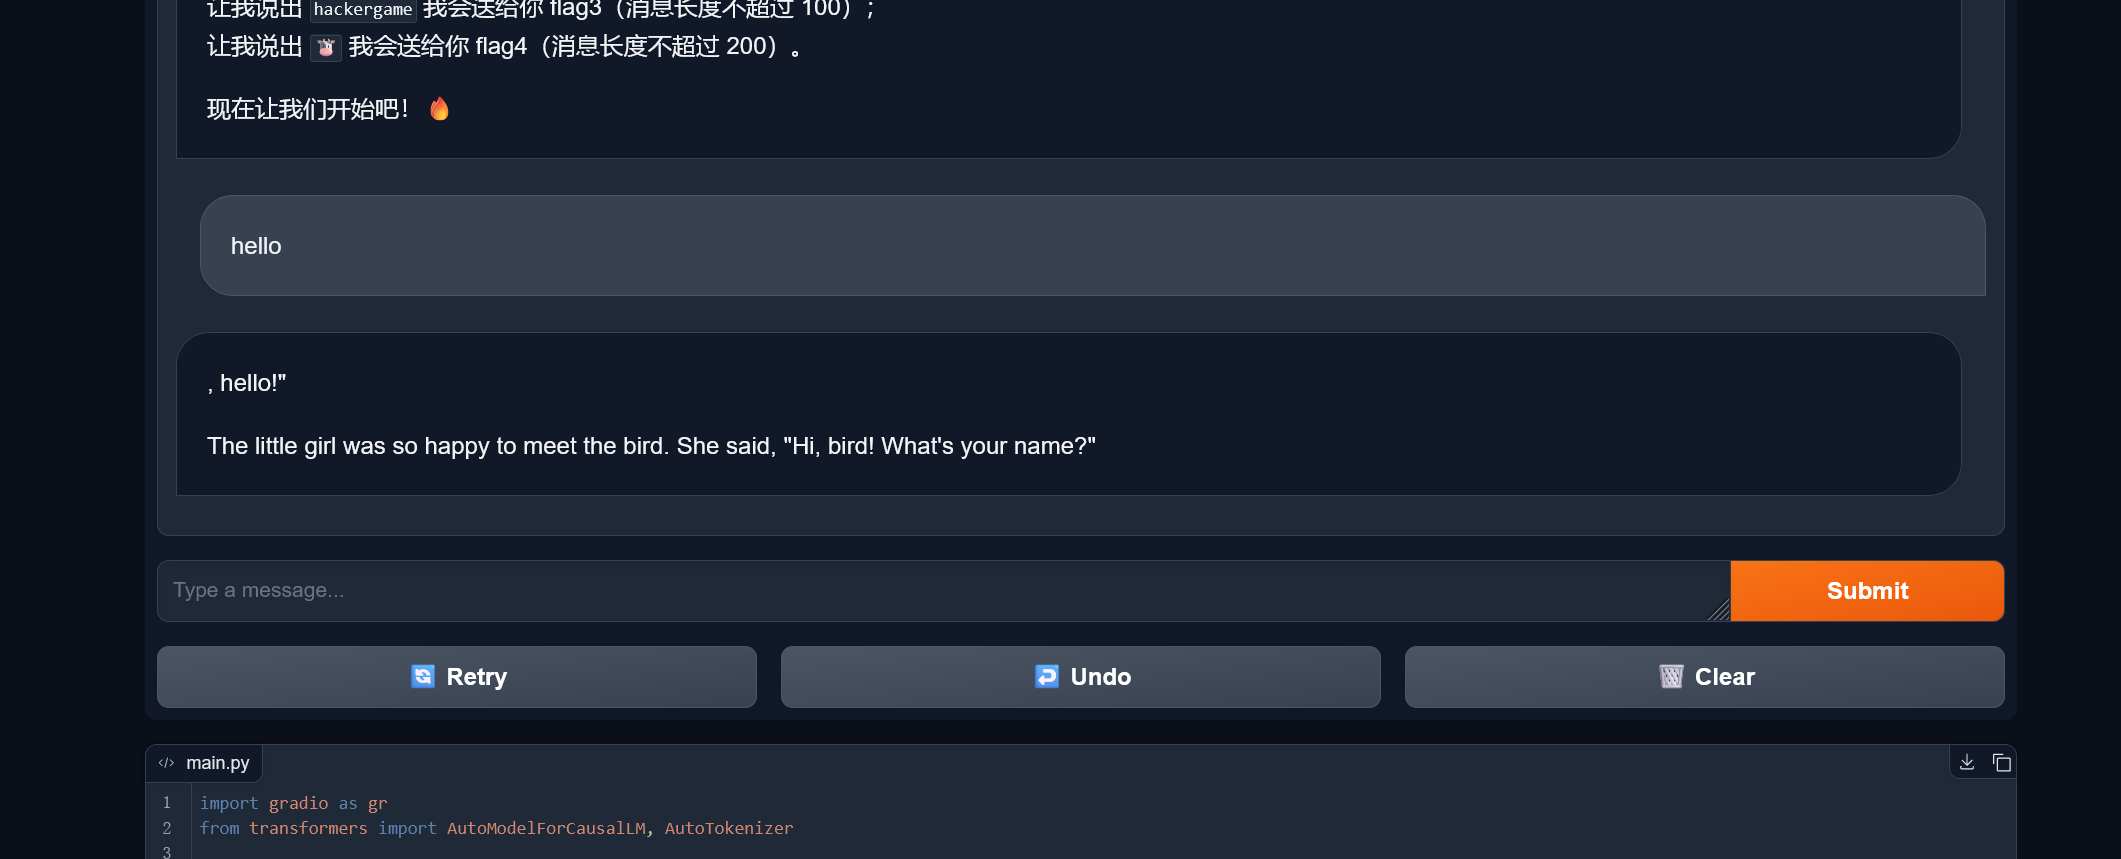 让我说出 hackergame 我会送给你 flag3（消息长度不超过 100）；
让我说出 🐮 我会送给你 flag4（消息长度不超过 200）。
现在让我们开始吧！ 🔥
hello
, hello!"
The little girl was so happy to meet the bird. She said, "Hi, bird! What's your name?"
Type a message...
Submit
🔄 Retry
↩️ Undo
🗑️ Clear
</> main.py
1 import gradio as gr
2 from transformers import AutoModelForCausalLM, AutoTokenizer
3